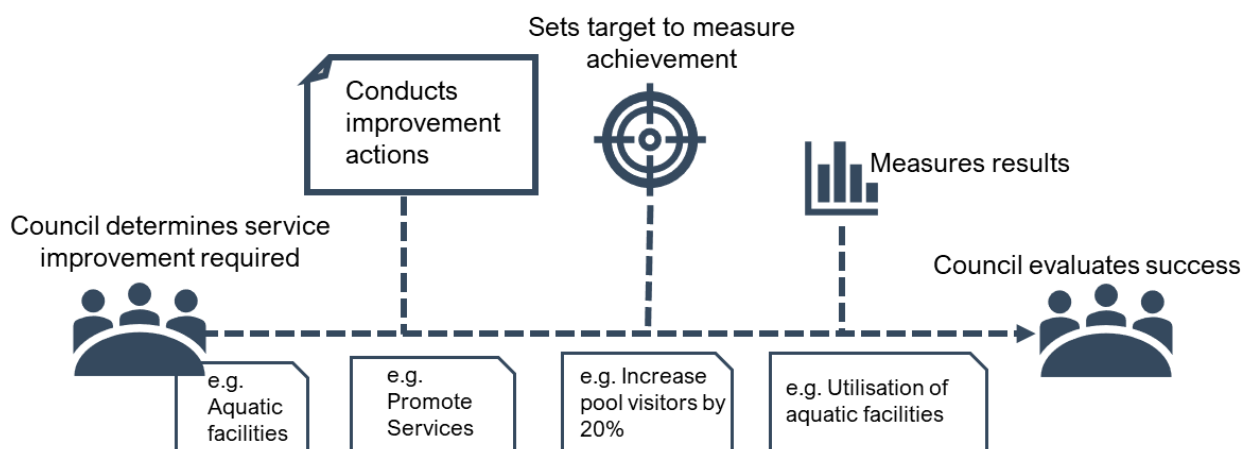 Sets target to measure
achievement
Conducts
improvement
actions
Measures results
Council determines service
improvement required
Council evaluates success
e.g.
Aquatic
facilities
e.g.
Promote
Services
e.g. Increase
pool visitors by
20%
e.g. Utilisation of
aquatic facilities